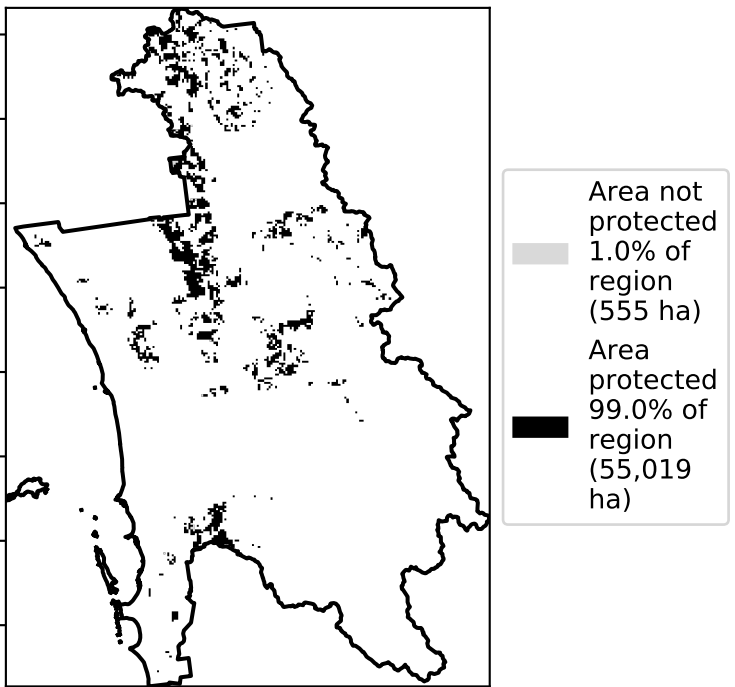 Area not
protected
1.0% of
region
(555 ha)
Area
protected
99.0% of
region
(55,019
ha)